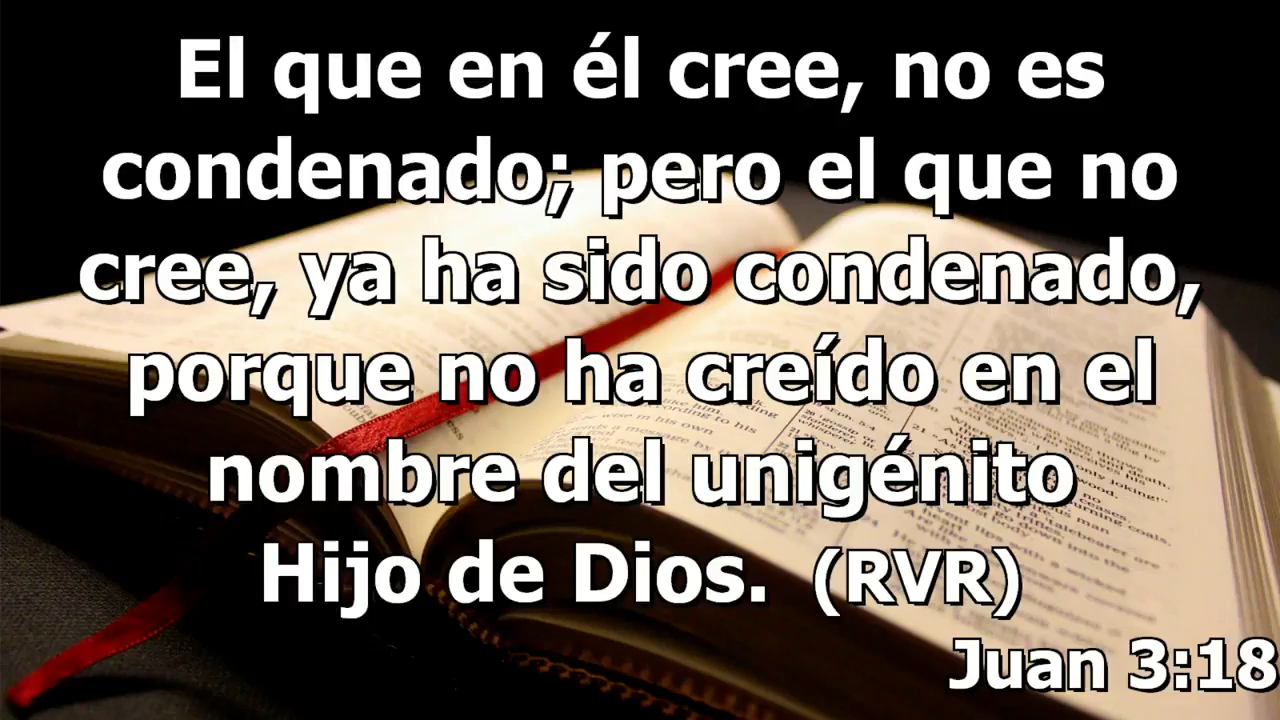 El que en él cree, no es
condenado; pero el que no
cree, ya ha sido condenado,
porque no ha creído en el
nombre del unigénito
Hijo de Dios. (RVR)
Juan 3:18